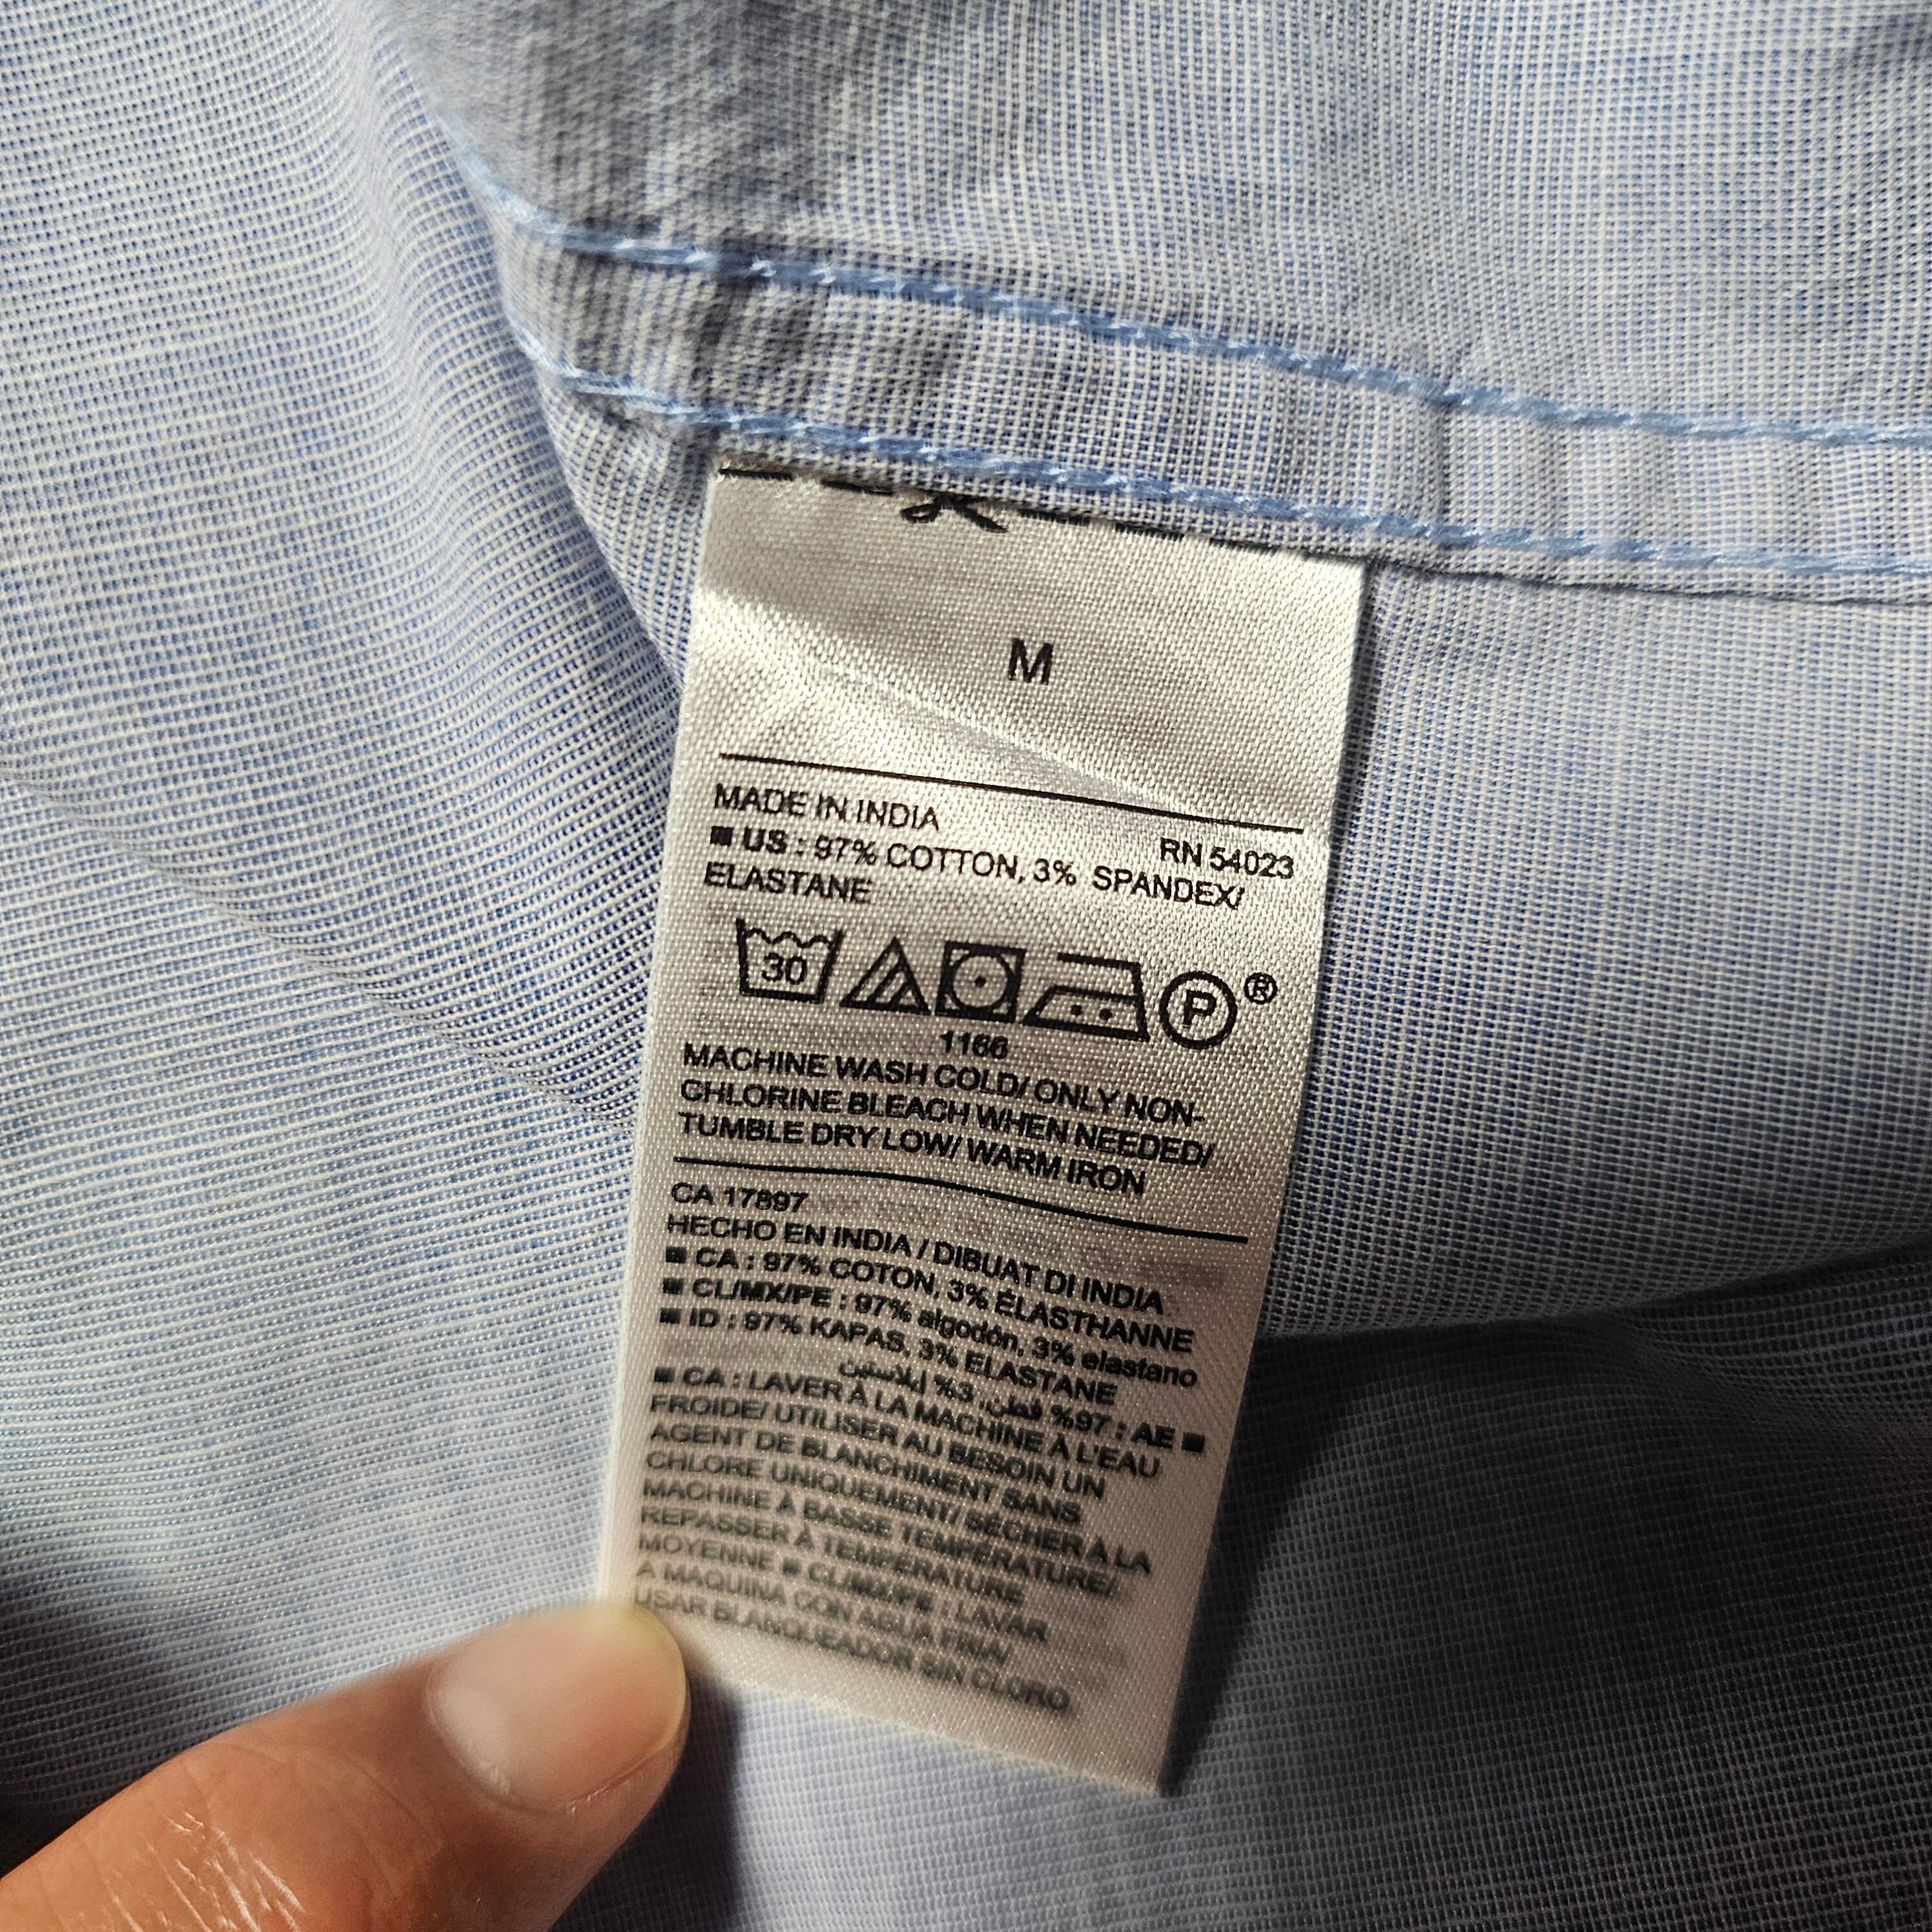 M
MADE IN INDIA
RN 54023
■ US : 97% COTTON, 3% SPANDEX/
ELASTANE
30
P ®
1166
MACHINE WASH COLD/ ONLY NON-
CHLORINE BLEACH WHEN NEEDED/
TUMBLE DRY LOW/ WARM IRON
CA 17897
HECHO EN INDIA / DIBUAT DI INDIA
■ CA : 97% COTON, 3% ÉLASTHANNE
■ CL/MX/PE : 97% algodón, 3% elastano
■ ID : 97% KAPAS, 3% ELASTANE
■ AE : %97 قطن, %3 إيلاستين
■ CA : LAVER À LA MACHINE À L'EAU
FROIDE/ UTILISER AU BESOIN UN
AGENT DE BLANCHIMENT SANS
CHLORE UNIQUEMENT/ SÉCHER À LA
MACHINE À BASSE TEMPÉRATURE/
REPASSER À TEMPÉRATURE
MOYENNE ■ CL/MX/PE : LAVAR
A MAQUINA CON AGUA FRIA/
USAR BLANQUEADOR SIN CLORO